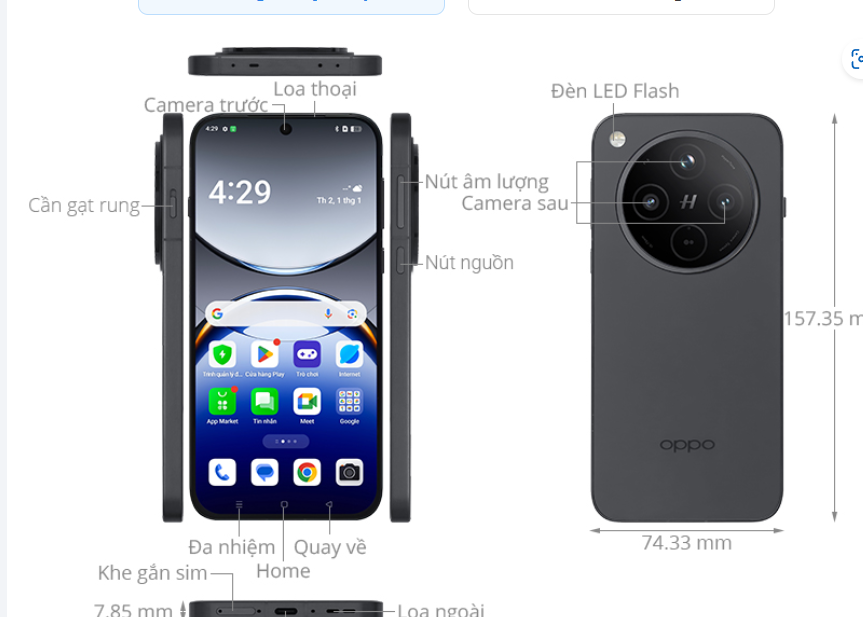 Loa thoại
Camera trước
Đèn LED Flash
4:29
4:29
Th 2, 1 thg 1
Nút âm lượng
Camera sau
Cần gạt rung
Nút nguồn
157.35 m
Trình quản lý đ...
Cửa hàng Play
Trò chơi
Internet
App Market
Tin nhắn
Meet
Google
oppo
74.33 mm
Đa nhiệm
Quay về
Home
Khe gắn sim
7.85 mm
Loa ngoài